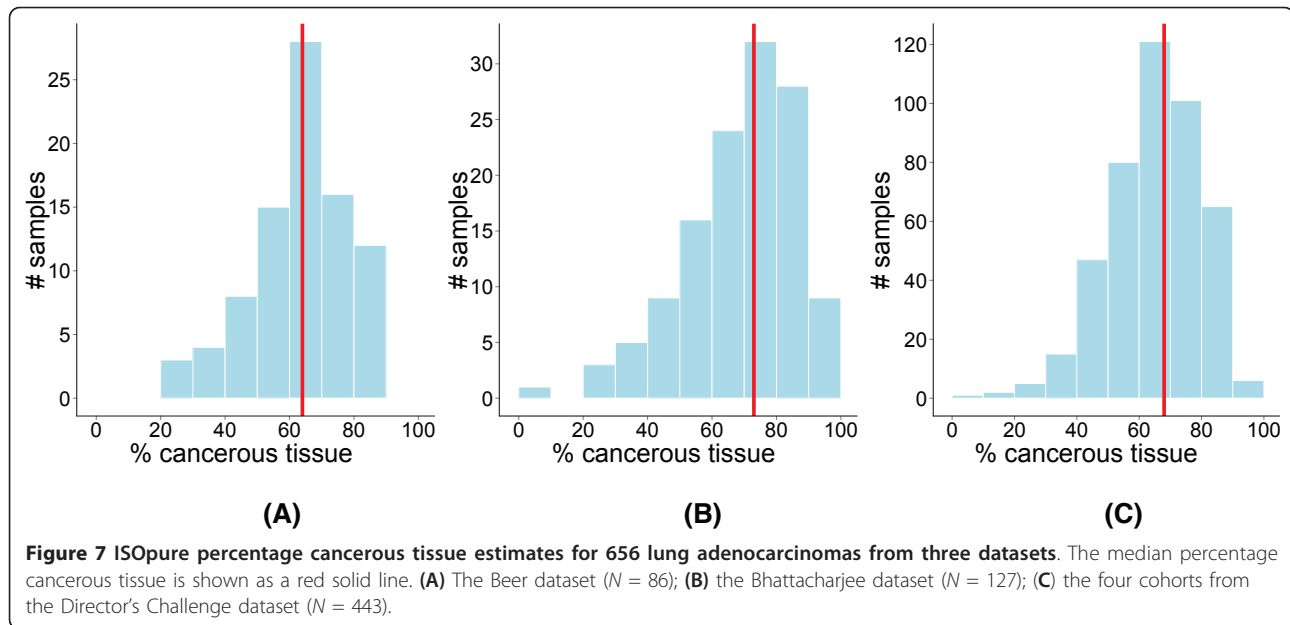 25
20
15
10
5
0
# samples
0 20 40 60 80 100
% cancerous tissue
(A)
30
25
20
15
10
5
0
# samples
0 20 40 60 80 100
% cancerous tissue
(B)
120
100
80
60
40
20
0
# samples
0 20 40 60 80 100
% cancerous tissue
(C)
Figure 7 ISOpure percentage cancerous tissue estimates for 656 lung adenocarcinomas from three datasets. The median percentage
cancerous tissue is shown as a red solid line. (A) The Beer dataset (N = 86); (B) the Bhattacharjee dataset (N = 127); (C) the four cohorts from
the Director's Challenge dataset (N = 443).